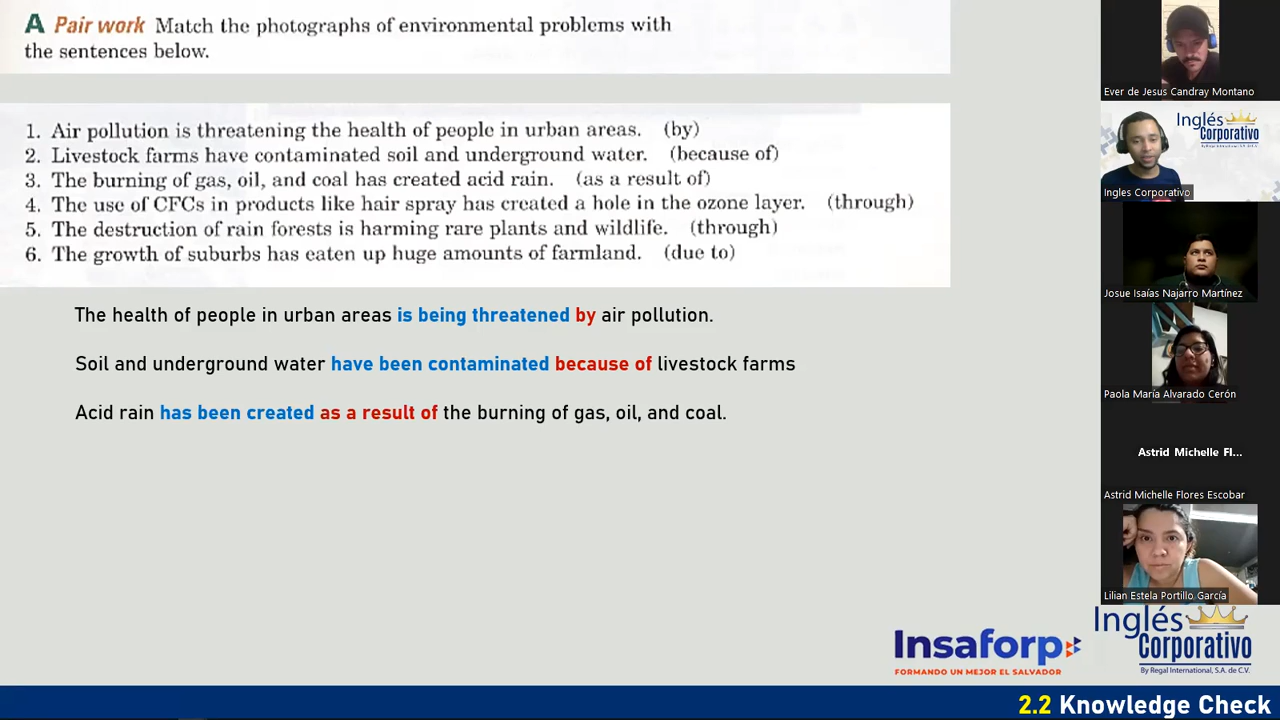 A Pair work Match the photographs of environmental problems with
the sentences below.
1. Air pollution is threatening the health of people in urban areas. (by)
2. Livestock farms have contaminated soil and underground water. (because of)
3. The burning of gas, oil, and coal has created acid rain. (as a result of)
4. The use of CFCs in products like hair spray has created a hole in the ozone layer. (through)
5. The destruction of rain forests is harming rare plants and wildlife. (through)
6. The growth of suburbs has eaten up huge amounts of farmland. (due to)
The health of people in urban areas is being threatened by air pollution.
Soil and underground water have been contaminated because of livestock farms
Acid rain has been created as a result of the burning of gas, oil, and coal.
Ever de Jesus Candray Montano
Inglés
Corporativo
By Regal International, S.A. de C.V.
Ingles Corporativo
Josue Isaías Najarro Martínez
Paola María Alvarado Cerón
Astrid Michelle Fl...
Astrid Michelle Flores Escobar
Lilian Estela Portillo García
Insaforp
FORMANDO UN MEJOR EL SALVADOR
Inglés
Corporativo
By Regal International, S.A. de C.V.
2.2 Knowledge Check